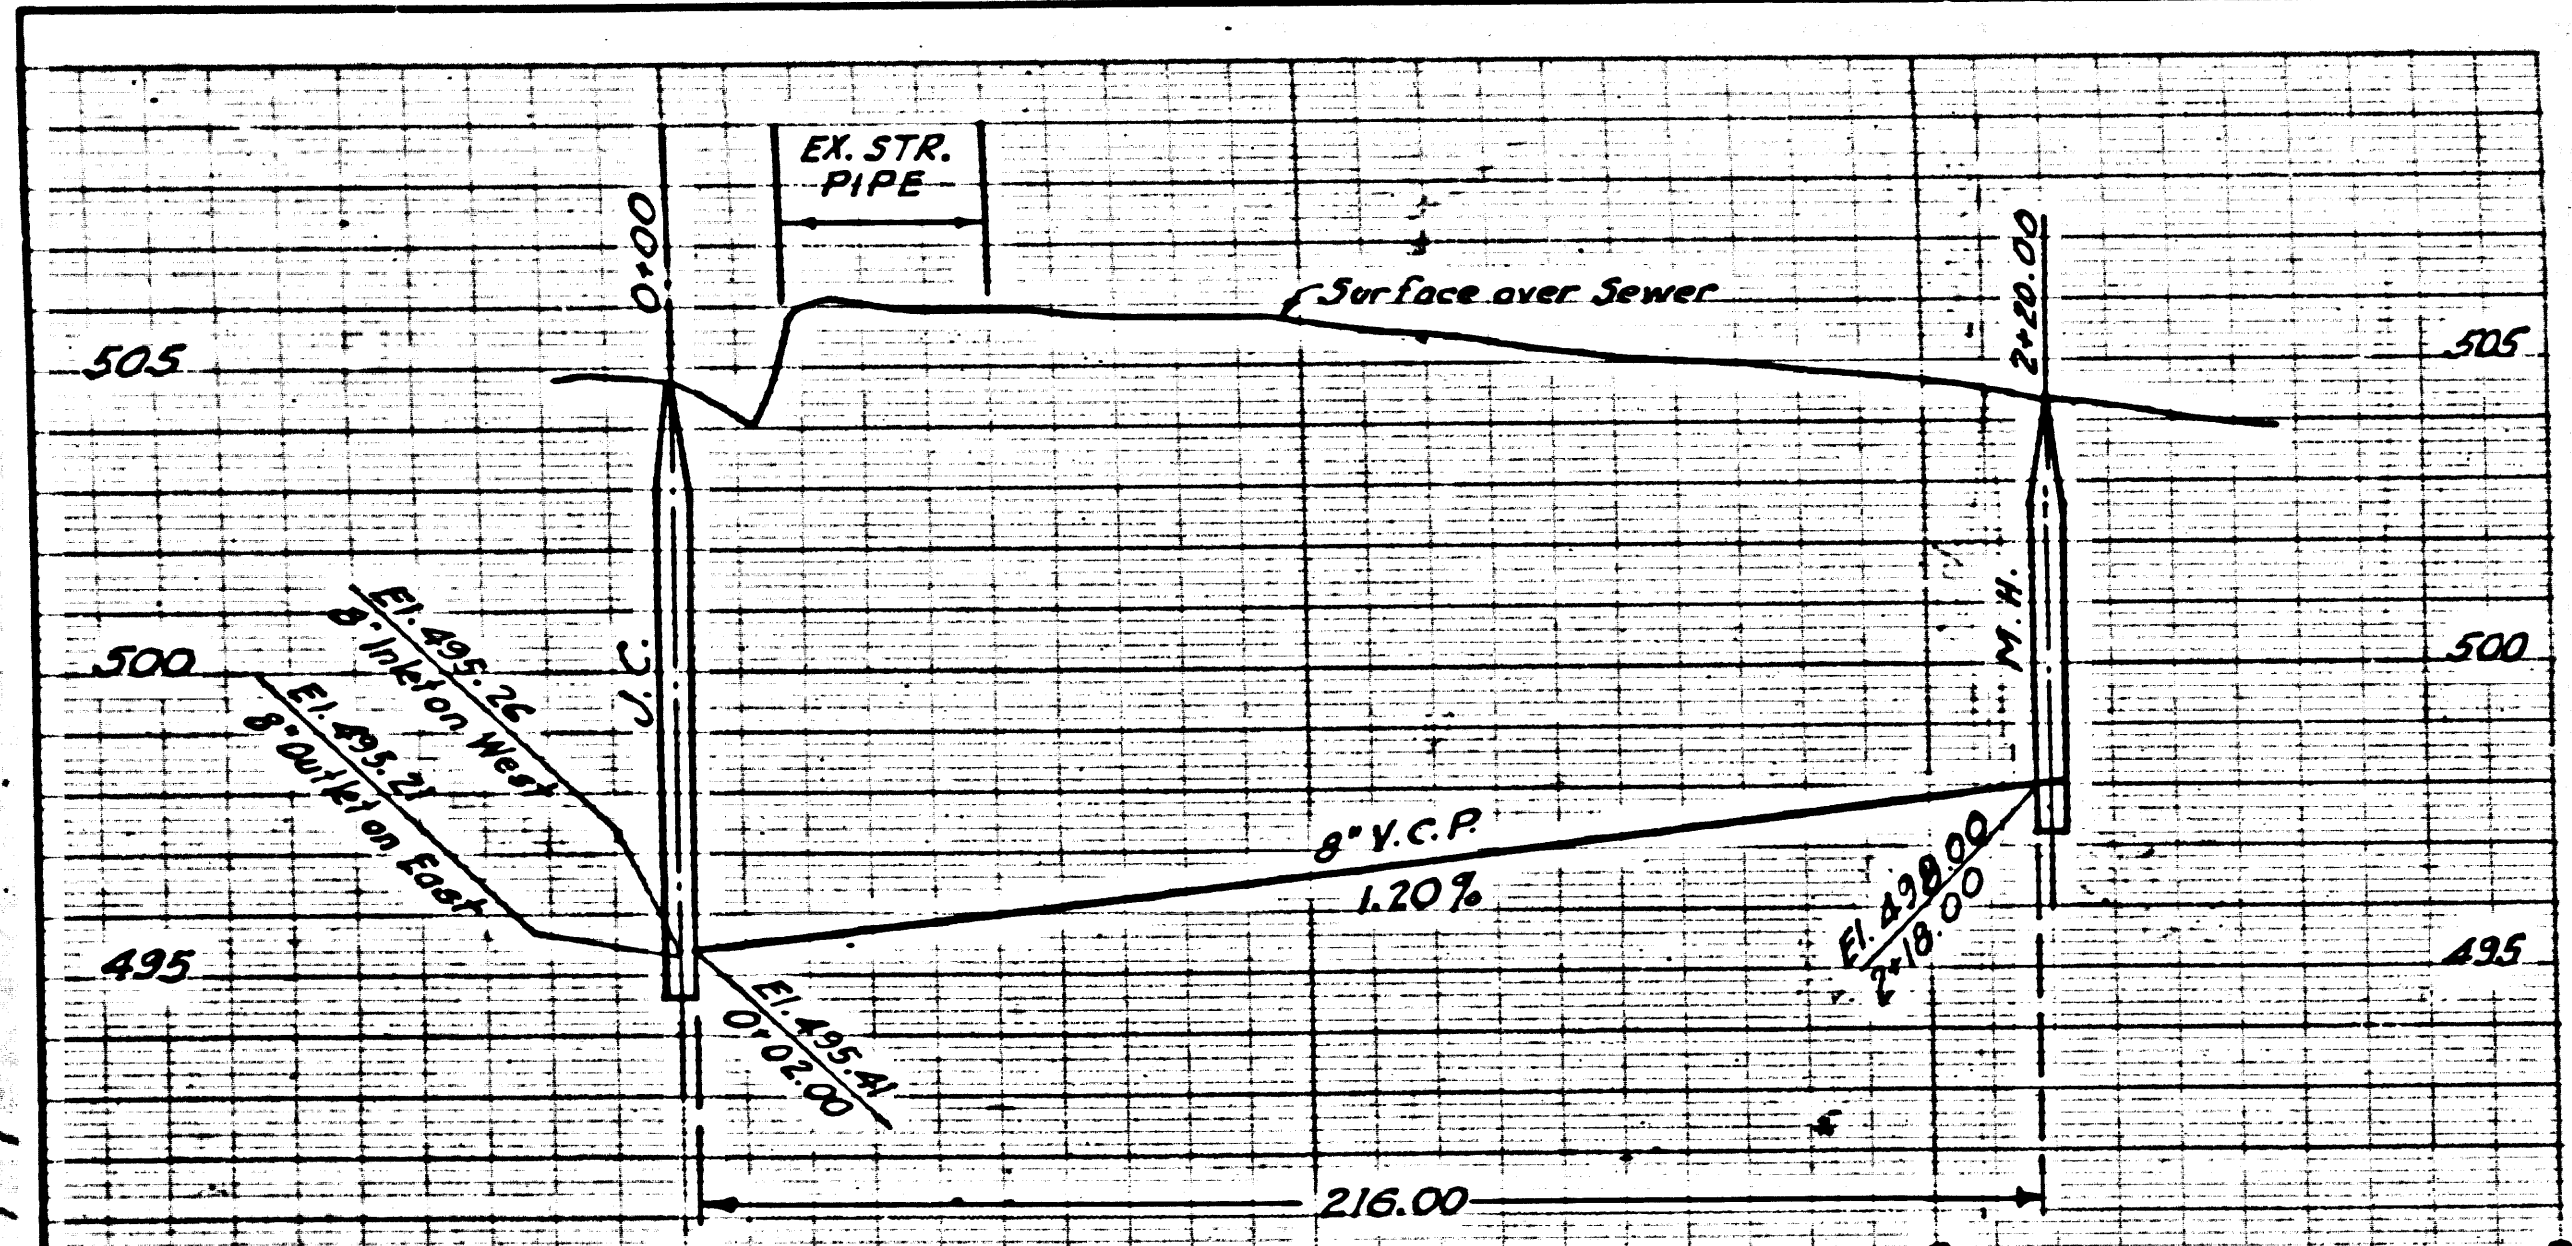 EX. STR.
PIPE
0+00
2+20.00
Surface over Sewer
505
505
El. 495.26
8" Inlet on West
J.C.
M.H.
500
500
El. 495.21
8" Outlet on East
8" V.C.P.
1.20%
El. 498.00
2+18.00
495
495
El. 495.41
0+02.00
216.00